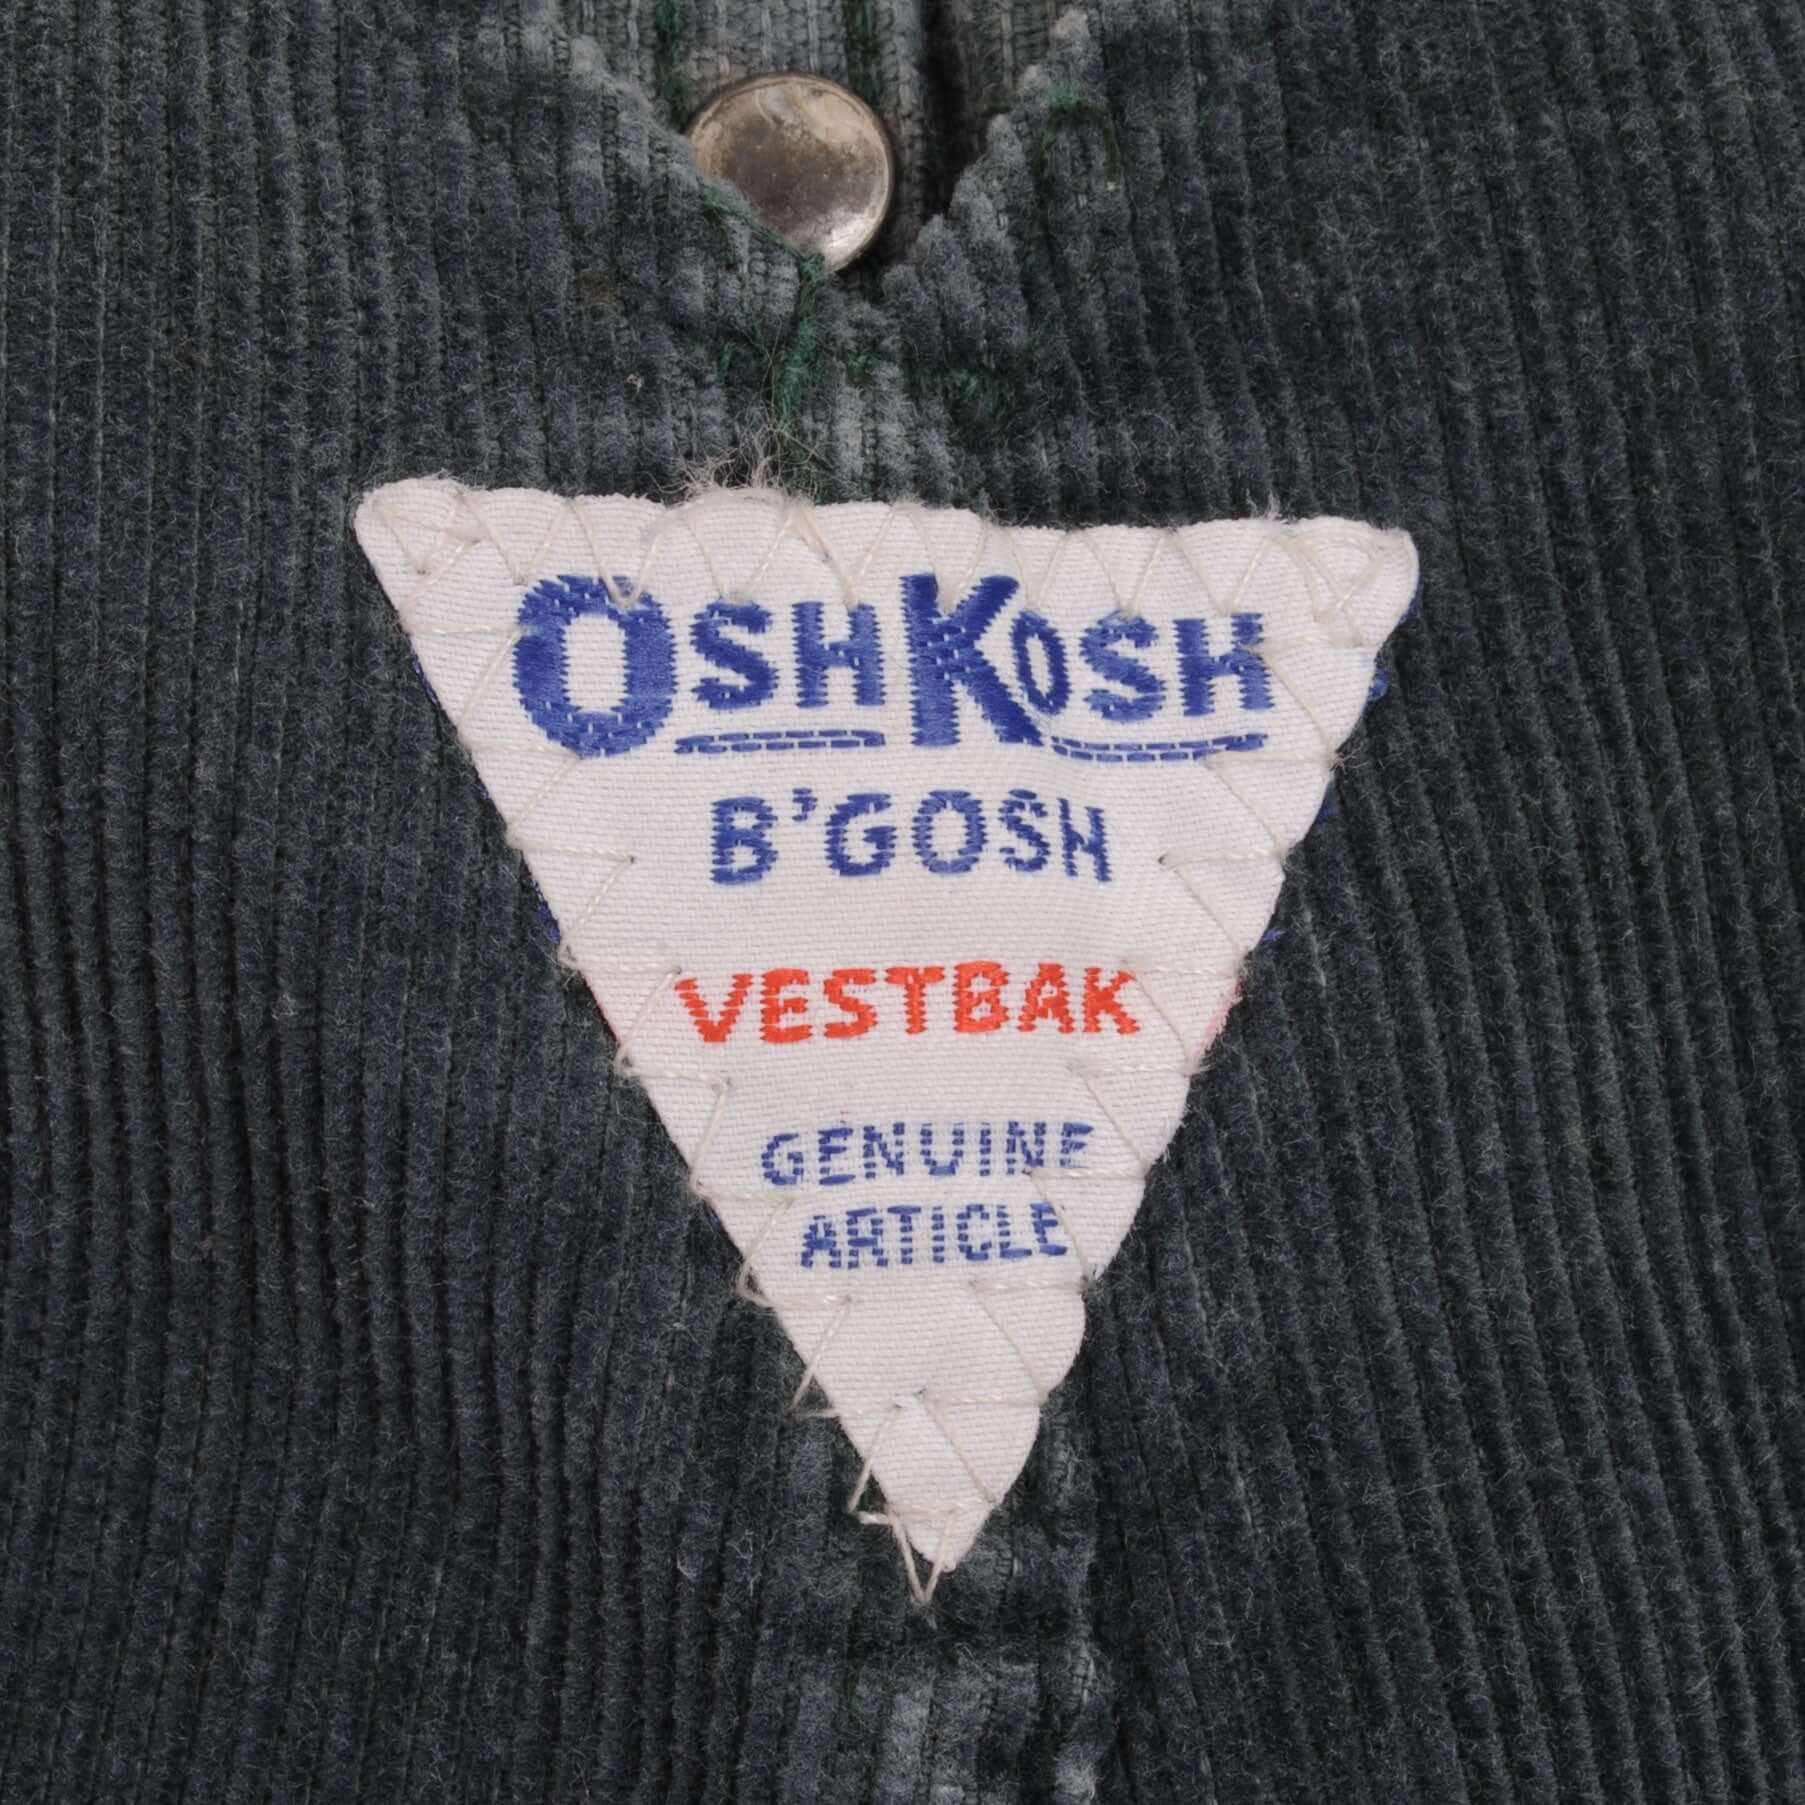 OSHKOSH
B'GOSH
VESTBAK
GENUINE
ARTICLE